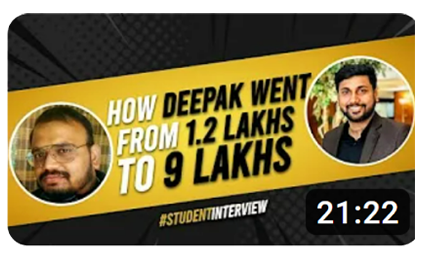 HOW DEEPAK WENT
FROM 1.2 LAKHS
TO 9 LAKHS
#STUDENTINTERVIEW
21:22